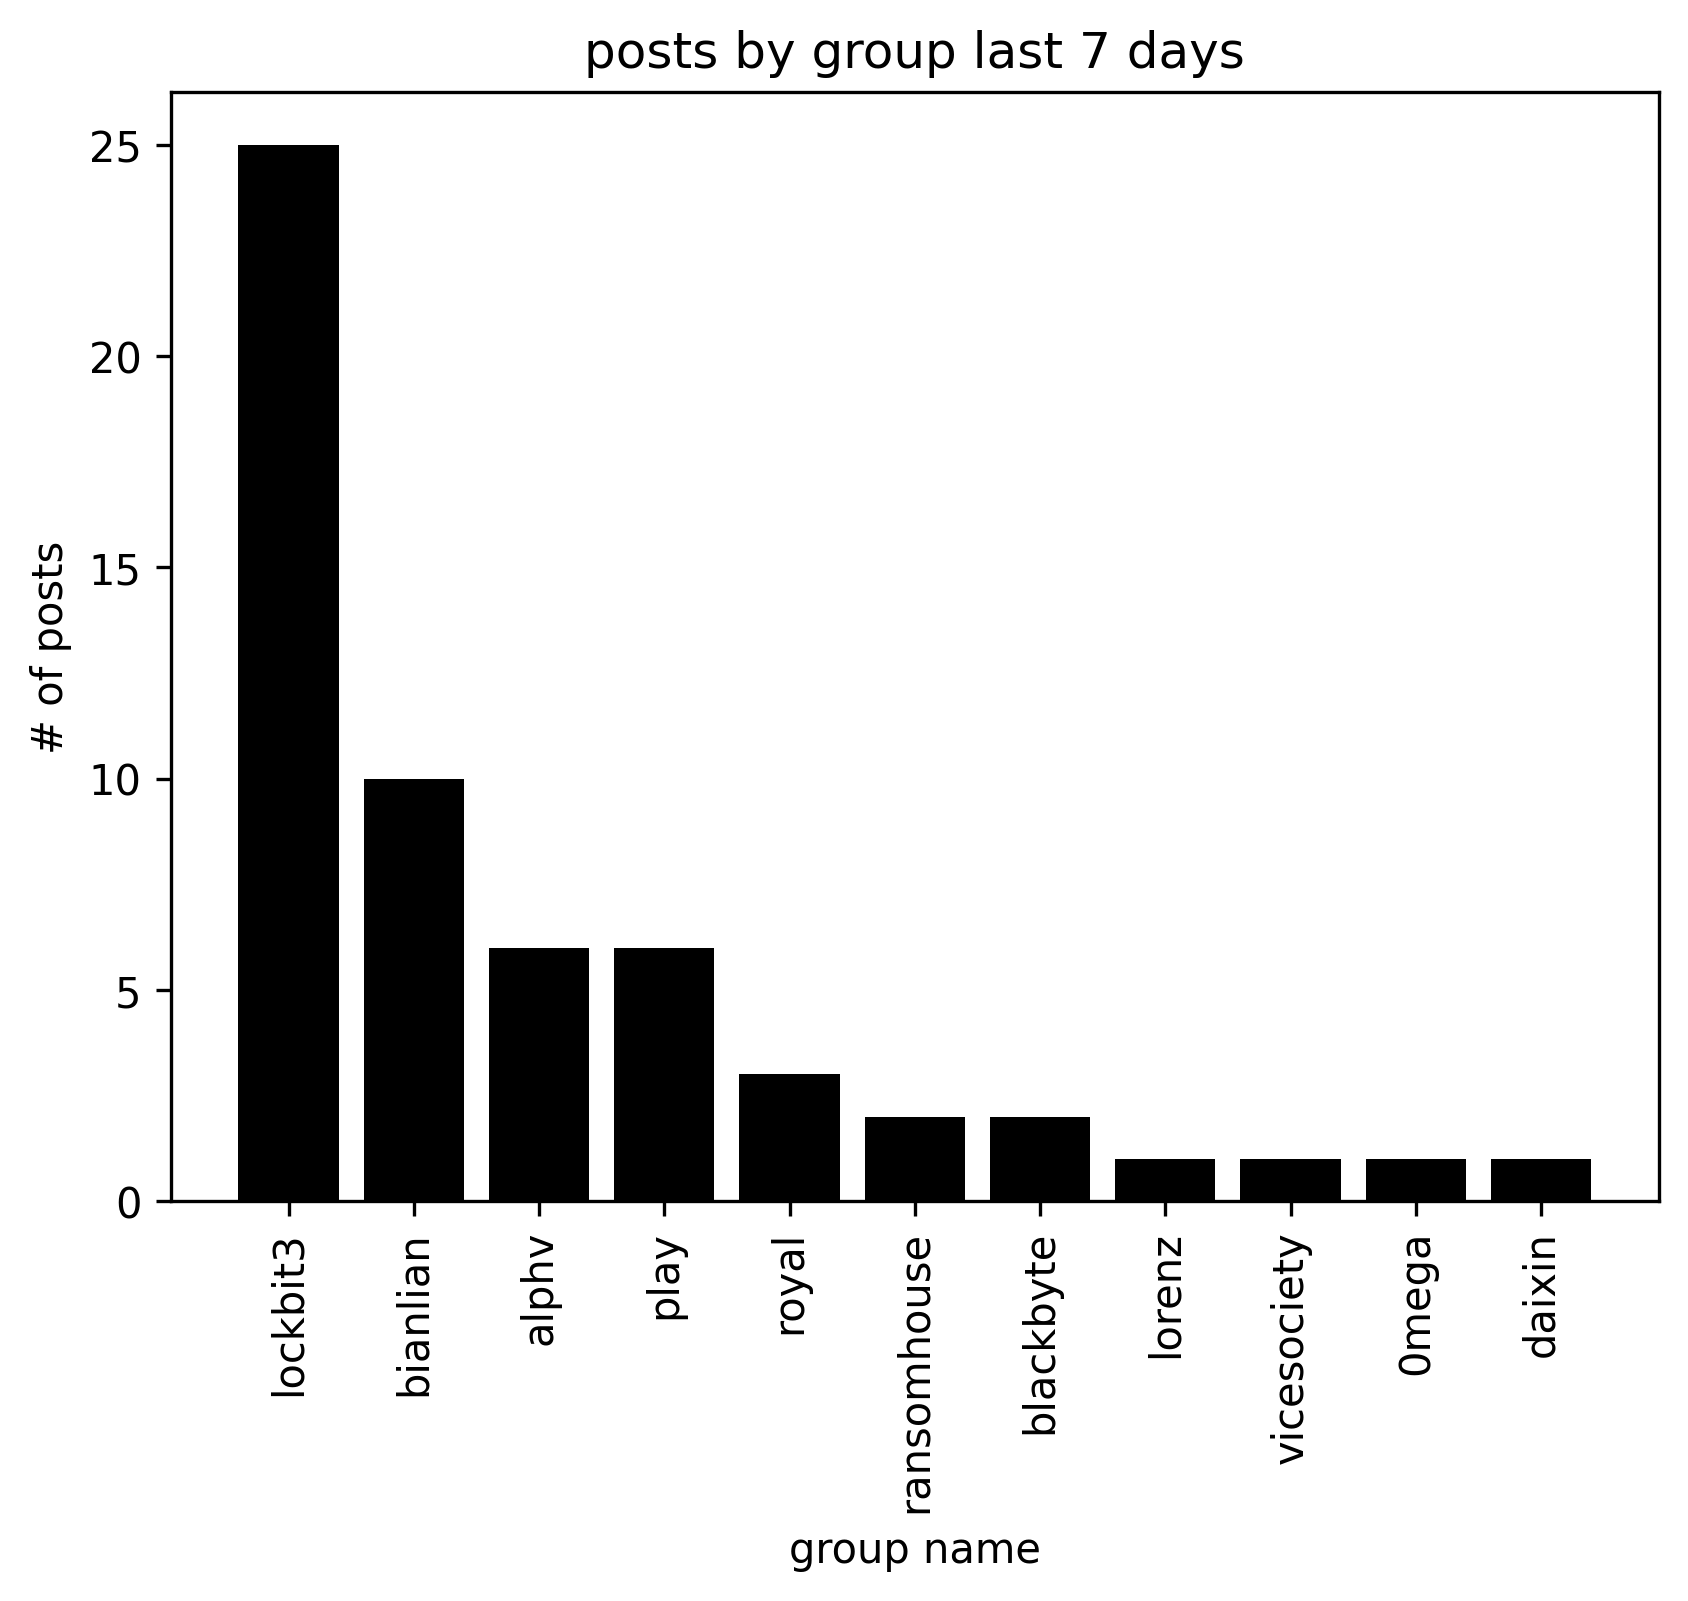 posts by group last 7 days
25
20
15
10
5
0
# of posts
lockbit3
bianlian
alphv
play
royal
ransomhouse
blackbyte
lorenz
vicesociety
0mega
daixin
group name